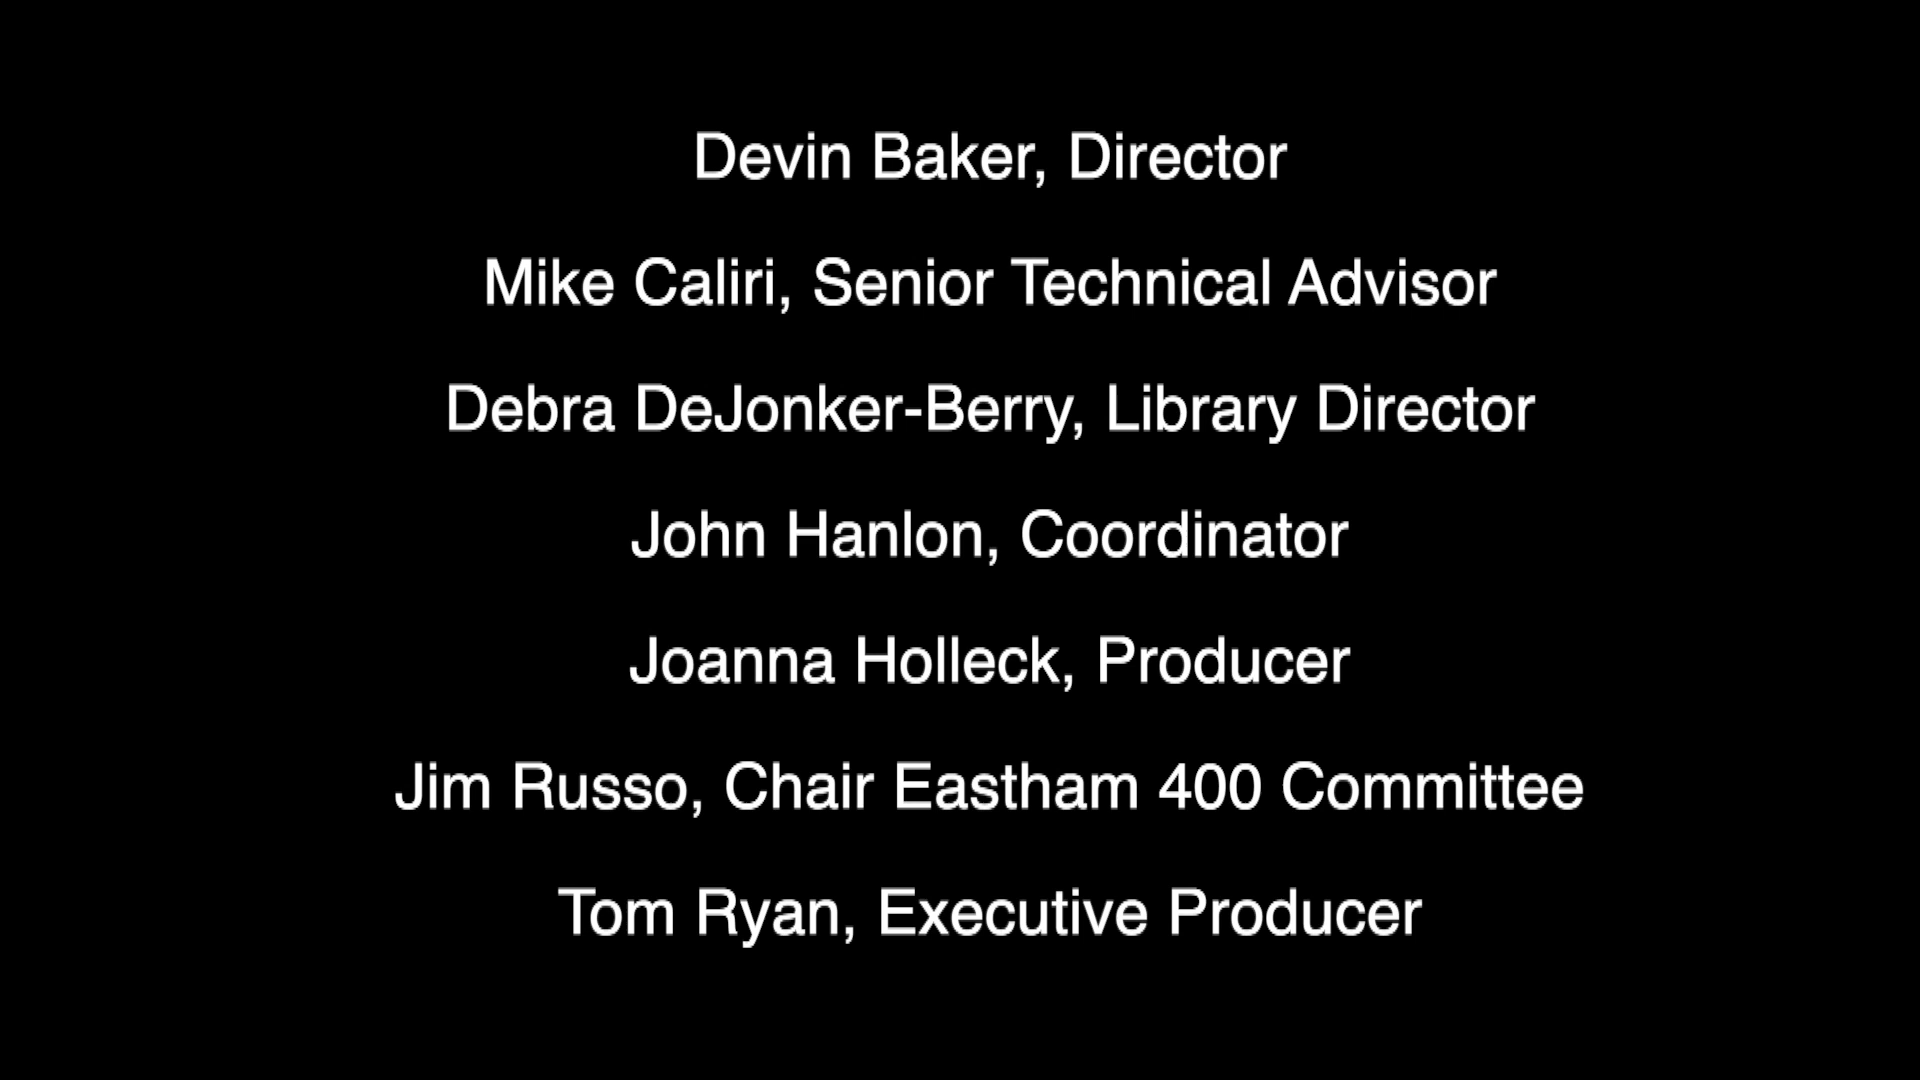 Devin Baker, Director
Mike Caliri, Senior Technical Advisor
Debra DeJonker-Berry, Library Director
John Hanlon, Coordinator
Joanna Holleck, Producer
Jim Russo, Chair Eastham 400 Committee
Tom Ryan, Executive Producer